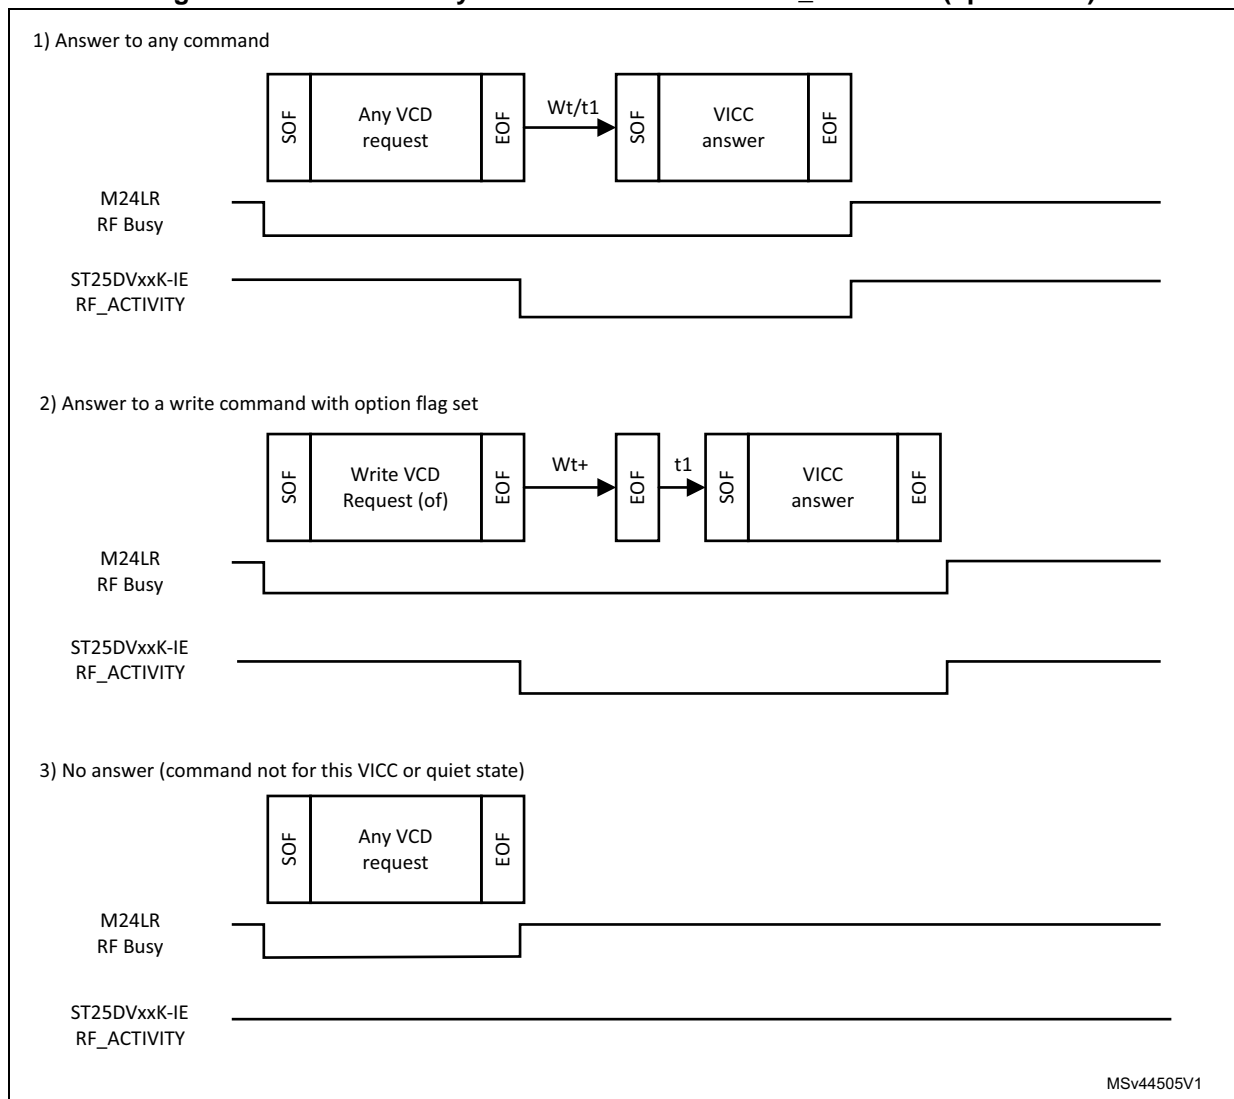 1) Answer to any command
SOF
Any VCD
request
EOF
Wt/t1
SOF
VICC
answer
EOF
M24LR
RF Busy
ST25DVxxK-IE
RF_ACTIVITY
2) Answer to a write command with option flag set
SOF
Write VCD
Request (of)
EOF
Wt+
EOF
t1
SOF
VICC
answer
EOF
M24LR
RF Busy
ST25DVxxK-IE
RF_ACTIVITY
3) No answer (command not for this VICC or quiet state)
SOF
Any VCD
request
EOF
M24LR
RF Busy
ST25DVxxK-IE
RF_ACTIVITY
MSv44505V1